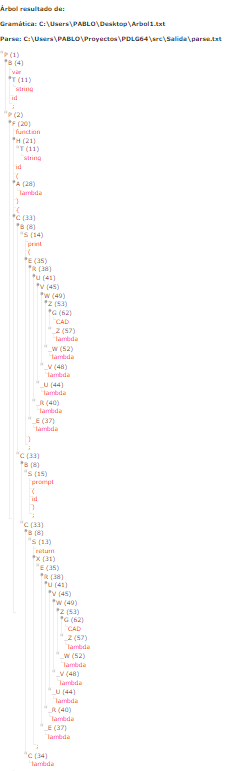 Árbol resultado de:
Gramática: C:\Users\PABLO\Desktop\Arbol1.txt
Parse: C:\Users\PABLO\Proyectos\PDLG64\src\Salida\parse.txt
P (1)
B (4)
var
T (11)
string
id
;
P (2)
F (20)
function
H (21)
T (11)
string
id
(
A (28)
lambda
)
{
C (33)
B (8)
S (14)
print
(
E (35)
R (38)
U (41)
V (45)
W (49)
Z (53)
G (62)
CAD
_Z (57)
lambda
_W (52)
lambda
_V (48)
lambda
_U (44)
lambda
_R (40)
lambda
_E (37)
lambda
)
;
C (33)
B (8)
S (15)
prompt
(
id
)
;
C (33)
B (8)
S (13)
return
X (31)
E (35)
R (38)
U (41)
V (45)
W (49)
Z (53)
G (62)
CAD
_Z (57)
lambda
_W (52)
lambda
_V (48)
lambda
_U (44)
lambda
_R (40)
lambda
_E (37)
lambda
;
C (34)
lambda